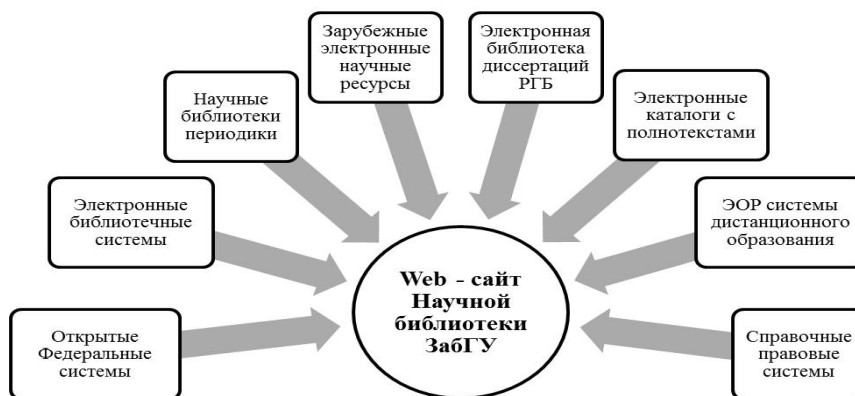 Зарубежные
электронные
научные
ресурсы
Электронная
библиотека
диссертаций
РГБ
Научные
библиотеки
периодики
Электронные
каталоги с
полнотекстами
Электронные
библиотечные
системы
ЭОР системы
дистанционного
образования
Открытые
Федеральные
системы
Web - сайт
Научной
библиотеки
ЗабГУ
Справочные
правовые
системы